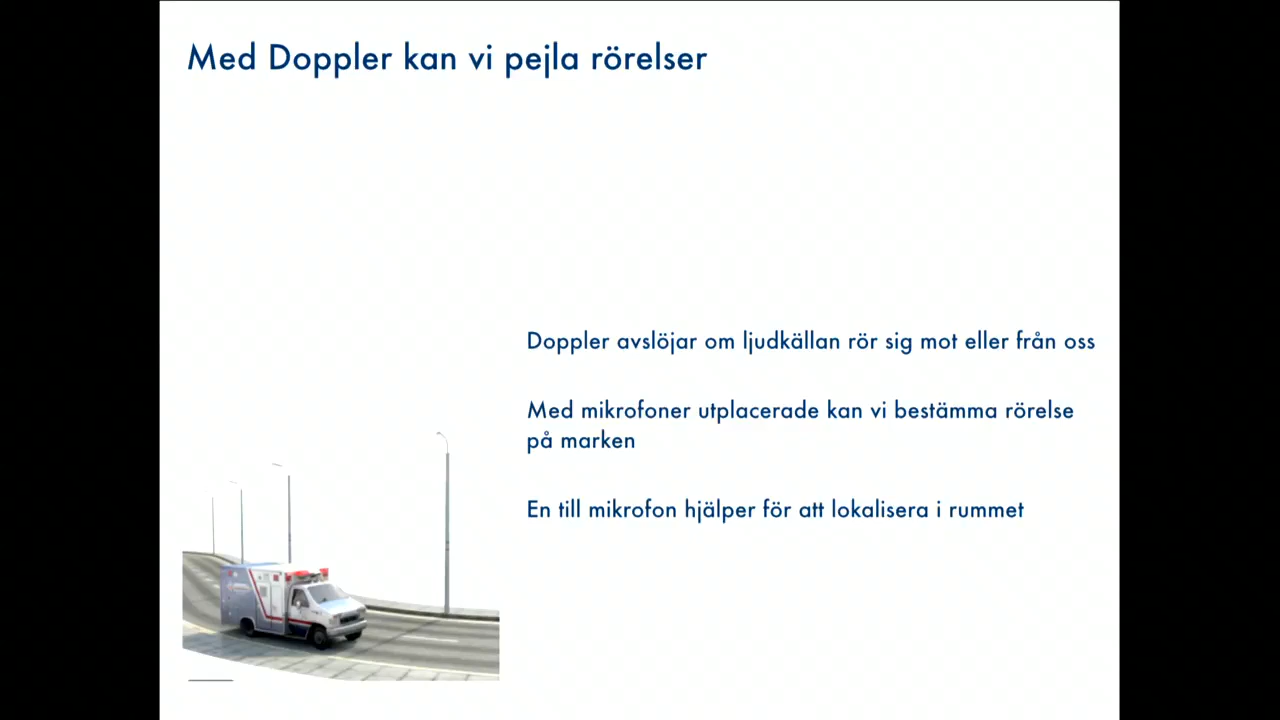 Med Doppler kan vi pejla rörelser
Doppler avslöjar om ljudkällan rör sig mot eller från oss
Med mikrofoner utplacerade kan vi bestämma rörelse
på marken
En till mikrofon hjälper för att lokalisera i rummet